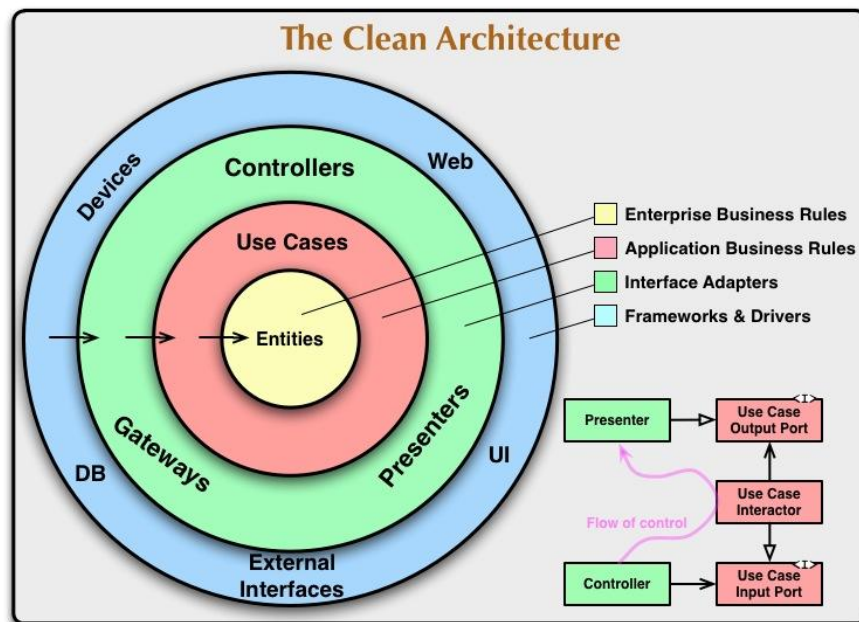 The Clean Architecture
Devices
Controllers
Web
Use Cases
Entities
Gateways
Presenters
DB
UI
External
Interfaces
Enterprise Business Rules
Application Business Rules
Interface Adapters
Frameworks & Drivers
Presenter
<I>
Use Case
Output Port
Flow of control
Use Case
Interactor
Controller
<I>
Use Case
Input Port